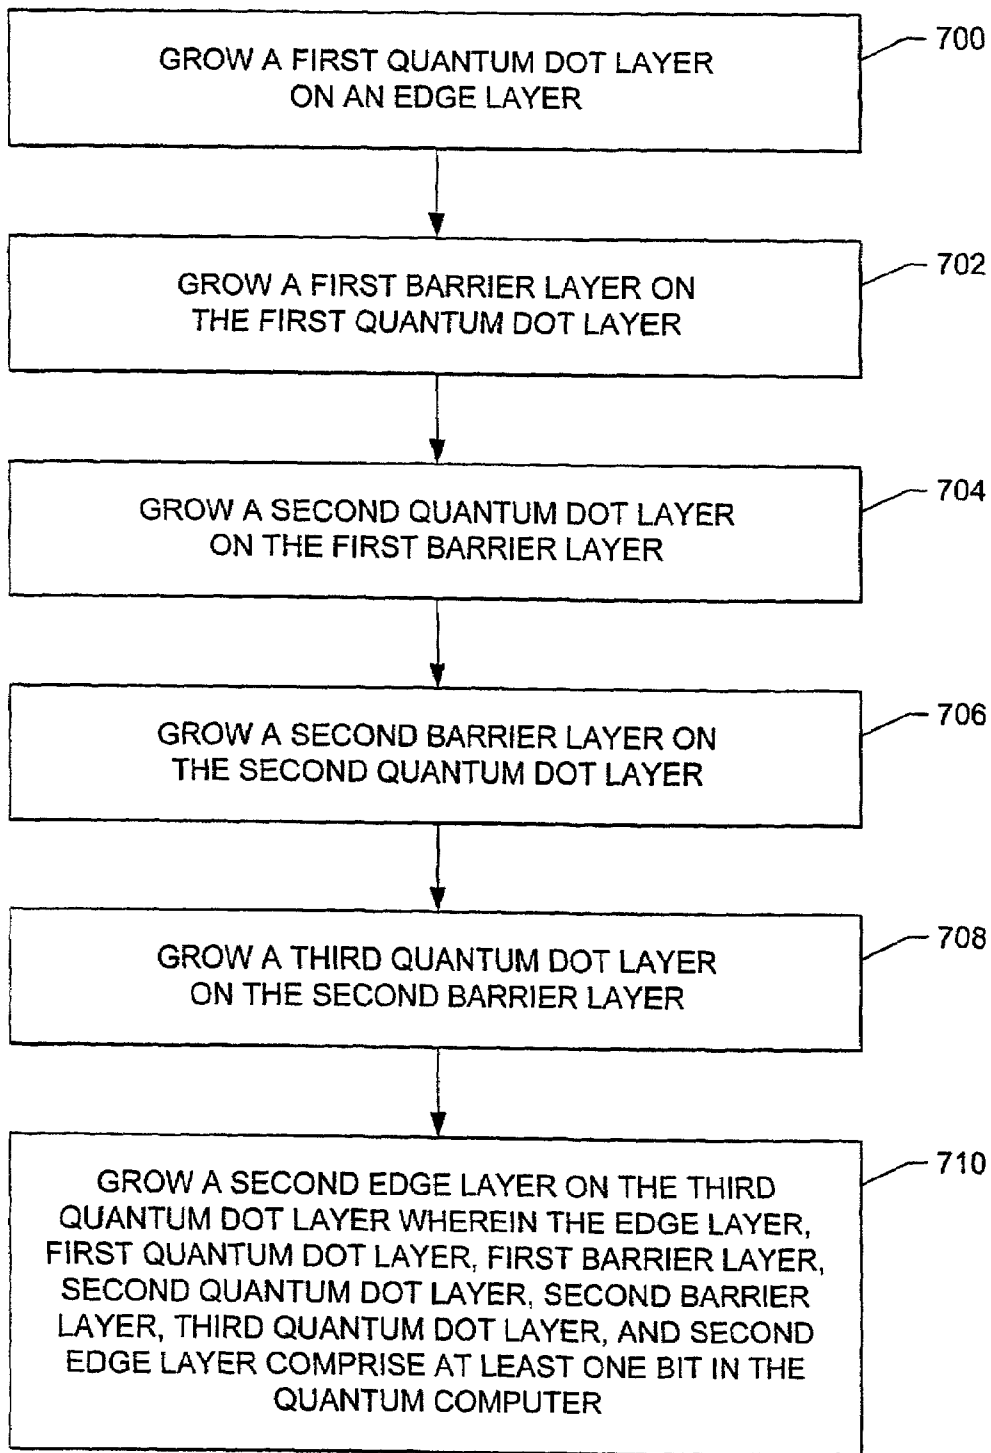 GROW A FIRST QUANTUM DOT LAYER
ON AN EDGE LAYER
700
GROW A FIRST BARRIER LAYER ON
THE FIRST QUANTUM DOT LAYER
702
GROW A SECOND QUANTUM DOT LAYER
ON THE FIRST BARRIER LAYER
704
GROW A SECOND BARRIER LAYER ON
THE SECOND QUANTUM DOT LAYER
706
GROW A THIRD QUANTUM DOT LAYER
ON THE SECOND BARRIER LAYER
708
GROW A SECOND EDGE LAYER ON THE THIRD
QUANTUM DOT LAYER WHEREIN THE EDGE LAYER,
FIRST QUANTUM DOT LAYER, FIRST BARRIER LAYER,
SECOND QUANTUM DOT LAYER, SECOND BARRIER
LAYER, THIRD QUANTUM DOT LAYER, AND SECOND
EDGE LAYER COMPRISE AT LEAST ONE BIT IN THE
QUANTUM COMPUTER
710